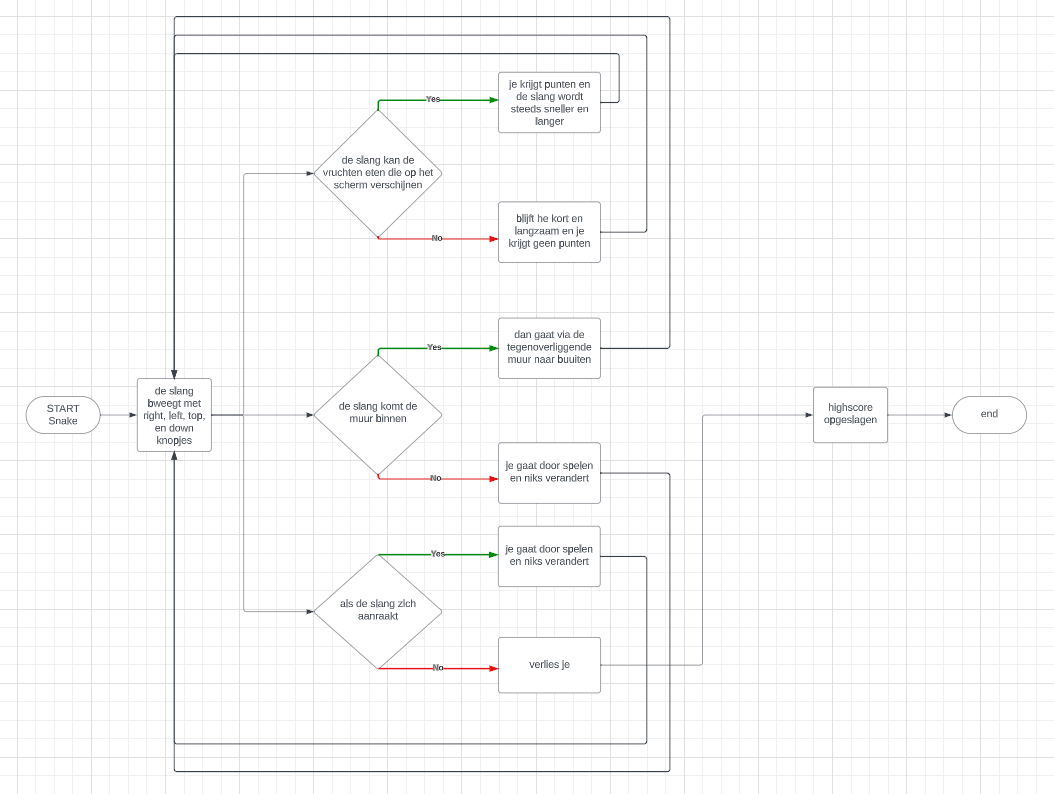 START
Snake
de slang
bweegt met
right, left, top,
en down
knopjes
de slang kan de
vruchten eten die op het
scherm verschijnen
Yes
je krijgt punten en
de slang wordt
steeds sneller en
langer
No
blijft he kort en
langzaam en je
krijgt geen punten
de slang komt de
muur binnen
Yes
dan gaat via de
tegenoverliggende
muur naar buuiten
No
je gaat door spelen
en niks verandert
als de slang zich
aanraakt
Yes
je gaat door spelen
en niks verandert
No
verlies je
highscore
opgeslagen
end